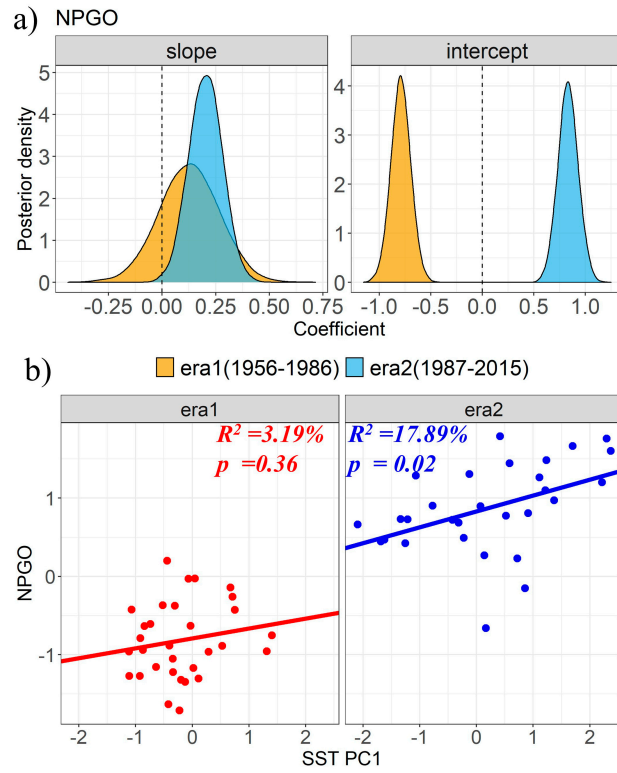 a) NPGO
slope intercept
Posterior density
5
4
3
2
1
0
4
3
2
1
0
-0.25 0.00 0.25 0.50 0.75
-1.0 -0.5 0.0 0.5 1.0
Coefficient
b) era1(1956-1986) era2(1987-2015)
era1 era2
R² =3.19%
p =0.36
R² =17.89%
p = 0.02
NPGO
1
0
-1
-2 -1 0 1 2
-2 -1 0 1 2
SST PC1